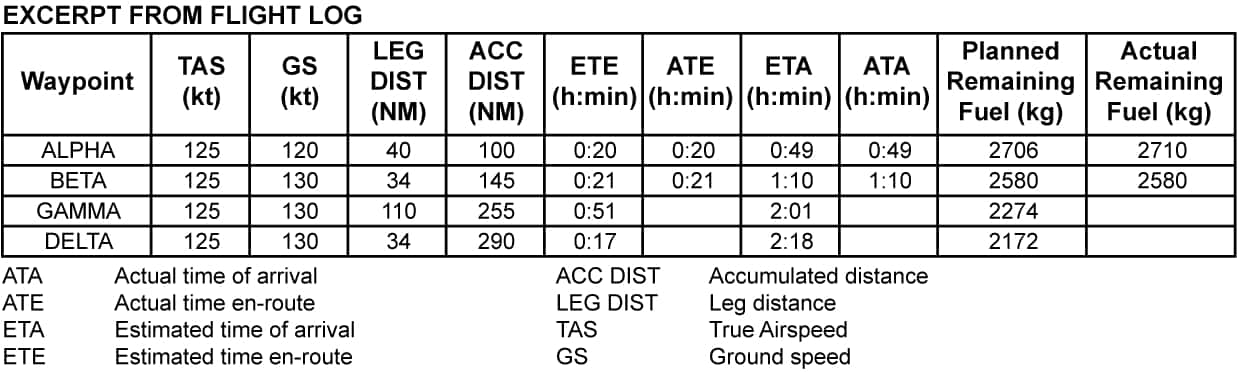 EXCERPT FROM FLIGHT LOG
Waypoint TAS (kt) GS (kt) LEG DIST (NM) ACC DIST (NM) ETE (h:min) ATE (h:min) ETA (h:min) ATA (h:min) Planned Remaining Fuel (kg) Actual Remaining Fuel (kg)
ALPHA 125 120 40 100 0:20 0:20 0:49 0:49 2706 2710
BETA 125 130 34 145 0:21 0:21 1:10 1:10 2580 2580
GAMMA 125 130 110 255 0:51 2:01 2274
DELTA 125 130 34 290 0:17 2:18 2172
ATA Actual time of arrival ACC DIST Accumulated distance
ATE Actual time en-route LEG DIST Leg distance
ETA Estimated time of arrival TAS True Airspeed
ETE Estimated time en-route GS Ground speed